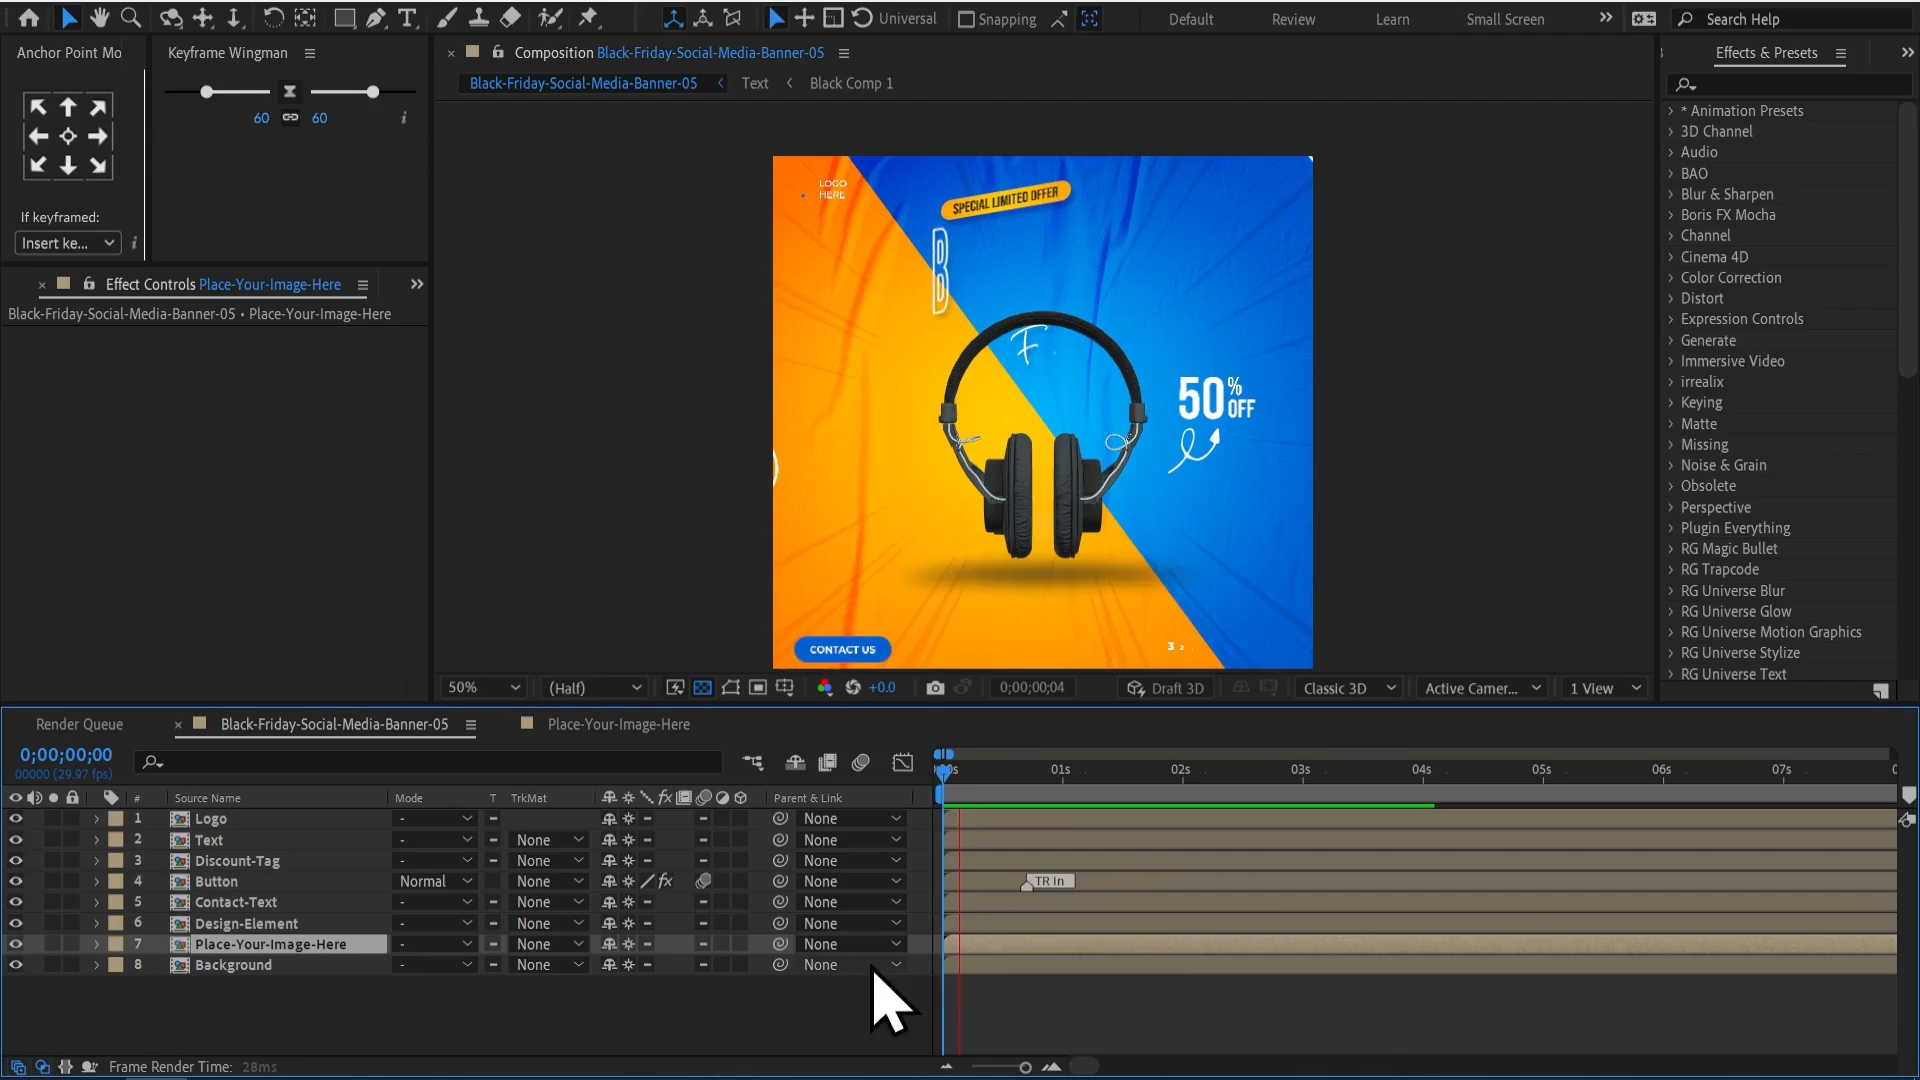 Universal
Snapping
Default
Review
Learn
Small Screen
Search Help
Anchor Point Mo
Keyframe Wingman
60
60
If keyframed:
Insert ke...
Effect Controls Place-Your-Image-Here
Black-Friday-Social-Media-Banner-05 • Place-Your-Image-Here
Composition Black-Friday-Social-Media-Banner-05
Black-Friday-Social-Media-Banner-05
Text
Black Comp 1
LOGO
HERE
SPECIAL LIMITED OFFER
B
F
50%
OFF
CONTACT US
3 2
50%
(Half)
+0.0
0;00;00;04
Draft 3D
Classic 3D
Active Camer...
1 View
Effects & Presets
* Animation Presets
3D Channel
Audio
BAO
Blur & Sharpen
Boris FX Mocha
Channel
Cinema 4D
Color Correction
Distort
Expression Controls
Generate
Immersive Video
irrealix
Keying
Matte
Missing
Noise & Grain
Obsolete
Perspective
Plugin Everything
RG Magic Bullet
RG Trapcode
RG Universe Blur
RG Universe Glow
RG Universe Motion Graphics
RG Universe Stylize
RG Universe Text
Render Queue
Black-Friday-Social-Media-Banner-05
Place-Your-Image-Here
0;00;00;00
00000 (29.97 fps)
# Source Name Mode T TrkMat Parent & Link
01s 02s 03s 04s 05s 06s 07s
1 Logo - None
2 Text - None None
3 Discount-Tag - None None
4 Button Normal None None
TR In
5 Contact-Text - None None
6 Design-Element - None None
7 Place-Your-Image-Here - None None
8 Background - None None
Frame Render Time: 28ms